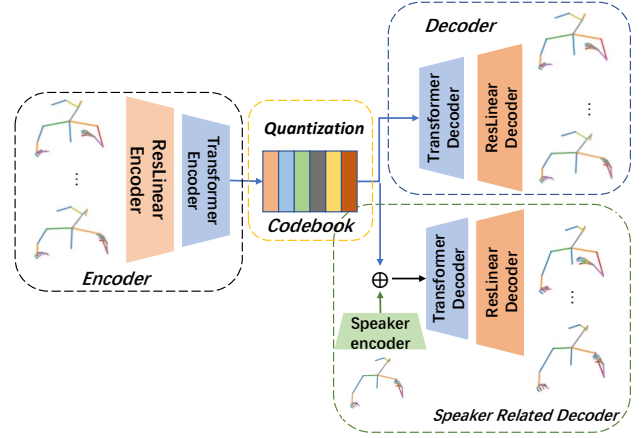 Decoder
Transformer
Decoder
ResLinear
Decoder
...
ResLinear
Encoder
Transformer
Encoder
...
Encoder
Quantization
Codebook
Transformer
Decoder
ResLinear
Decoder
...
Speaker
encoder
Speaker Related Decoder